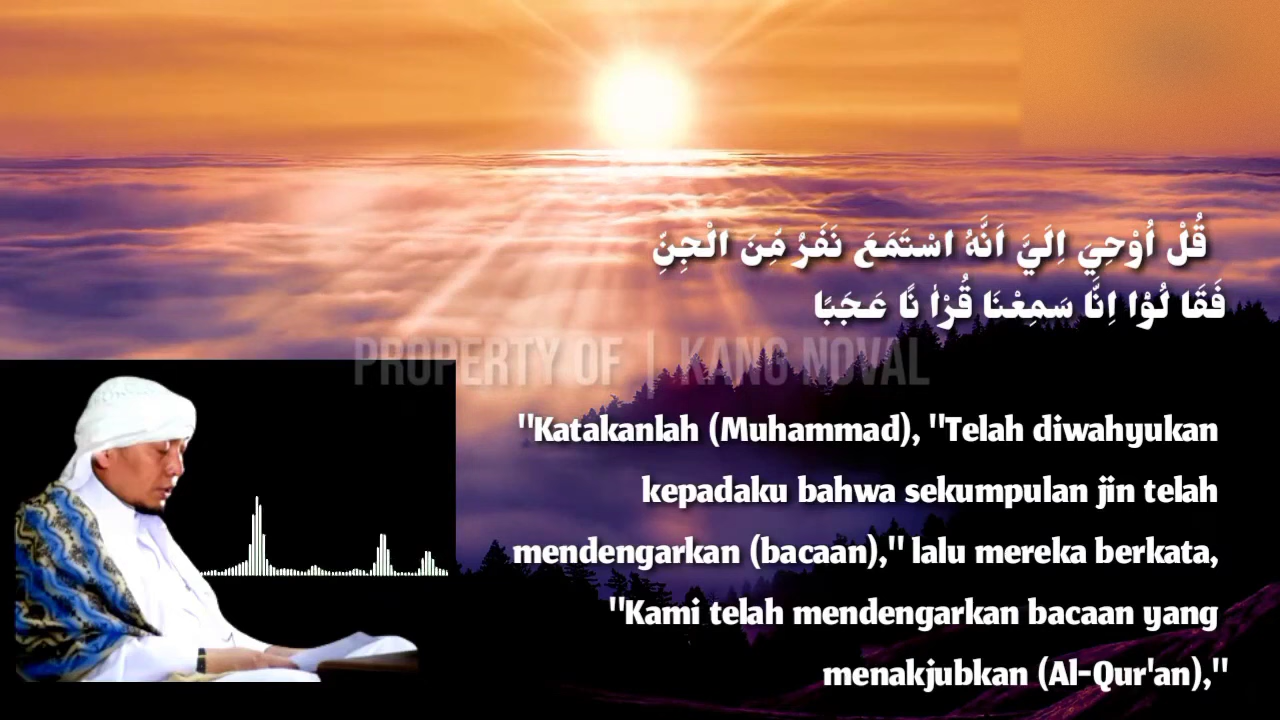 قُلْ اُوْحِيَ اِلَيَّ اَنَّهُ اسْتَمَعَ نَفَرٌ مِّنَ الْجِنِّ
فَقَا لُوْۤا اِنَّا سَمِعْنَا قُرْاٰ نًا عَجَبًا
PROPERTY OF | KANG NOVAL
"Katakanlah (Muhammad), "Telah diwahyukan
kepadaku bahwa sekumpulan jin telah
mendengarkan (bacaan)," lalu mereka berkata,
"Kami telah mendengarkan bacaan yang
menakjubkan (Al-Qur'an),"